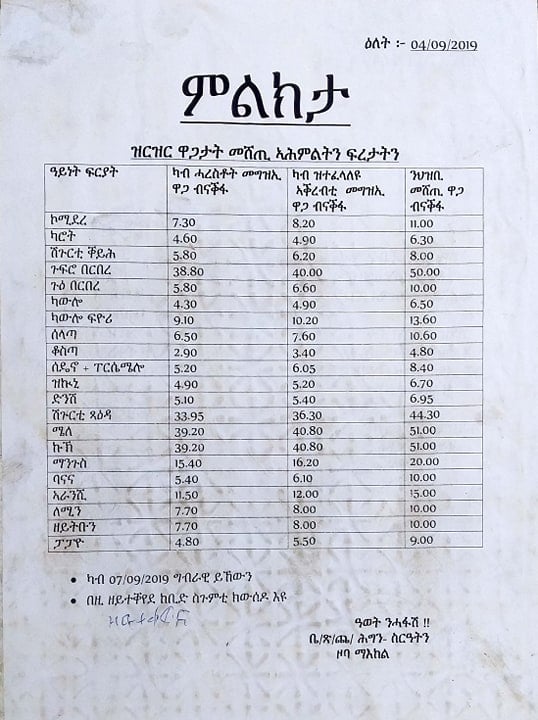 ዕለት ፡- 04/09/2019
ምልክታ
ዝርዝር ዋጋታት መሸጢ ኣሕምልትን ፍረታትን
ዓይነት ፍርያት ካብ ሓረስቶት መግዝኢ ዋጋ ብናቕፋ ካብ ዝተፈላለዩ ኣቕረብቲ መግዝኢ ዋጋ ብናቕፋ ንህዝቢ መሸጢ ዋጋ ብናቕፋ
ኮሚደረ 7.30 8.20 11.00
ካሮት 4.60 4.90 6.30
ሽጉርቲ ቐይሕ 5.80 6.20 8.00
ጉፍሮ በርበረ 38.80 40.00 50.00
ጉዕ በርበረ 5.80 6.60 10.00
ካውሎ 4.30 4.90 6.50
ካውሎ ፍዮሪ 9.10 10.20 13.60
ሰላጣ 6.50 7.60 10.60
ቆስጣ 2.90 3.40 4.80
ሰዴኖ + ፐርሴሜሎ 5.20 6.05 8.40
ዝኩኒ 4.90 5.20 6.70
ድንሽ 5.10 5.40 6.95
ሽጉርቲ ጻዕዳ 33.95 36.30 44.30
ሜለ 39.20 40.80 51.00
ኩኽ 39.20 40.80 51.00
ማንጉስ 15.40 16.20 20.00
ባናና 5.40 6.10 10.00
ኣራንሺ 11.50 12.00 15.00
ለሚን 7.70 8.00 10.00
ዘይትቡን 7.70 8.00 10.00
ፓፓዮ 4.80 5.50 9.00
• ካብ 07/09/2019 ግብራዊ ይኸውን
• በዚ ዘይተቐየደ ከቢድ ስጉምቲ ክውሰዶ እዩ
ዓወት ንሓፋሽ !!
ቤ/ጽ/ጨ/ ሕግን- ስርዓትን
ዞባ ማእከል